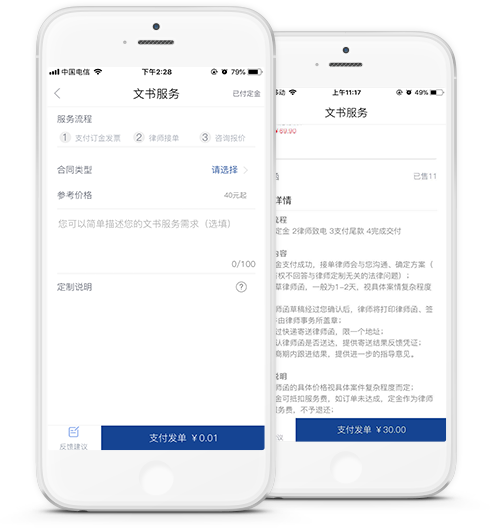 中国电信
下午2:28
79%
文书服务
已付定金
服务流程
1 支付订金发票 2 律师接单 3 咨询报价
合同类型
请选择
参考价格
40元起
您可以简单描述您的文书服务需求（选填）
0/100
定制说明
?
反馈建议
支付发单 ￥0.01
移动
上午11:17
49%
文书服务
￥89.90
已售11
详情
流程
定金 2律师致电 3支付尾款 4完成交付
内容
金支付成功，接单律师会与您沟通、确定方案（
有权不回答与律师定制无关的法律问题）；
草律师函，一般为1-2天，视具体案情复杂程度
师函草稿经过您确认后，律师将打印律师函、签
由律师事务所盖章；
过快递寄送律师函，限一个地址；
认律师函是否送达，提供寄送结果反馈凭证；
商期内跟进结果，提供进一步的指导意见。
说明
师函的具体价格视具体案件复杂程度而定；
金可抵扣服务费，如订单未达成，定金作为律师
服务费，不予退还；
议
支付发单 ￥30.00